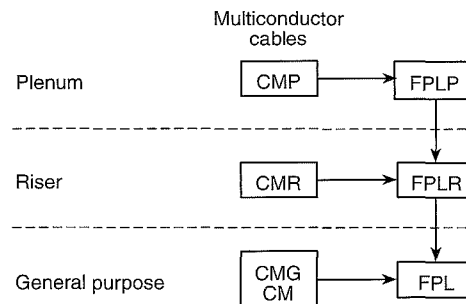 Multiconductor
cables
Plenum
CMP
FPLP
Riser
CMR
FPLR
General purpose
CMG
CM
FPL